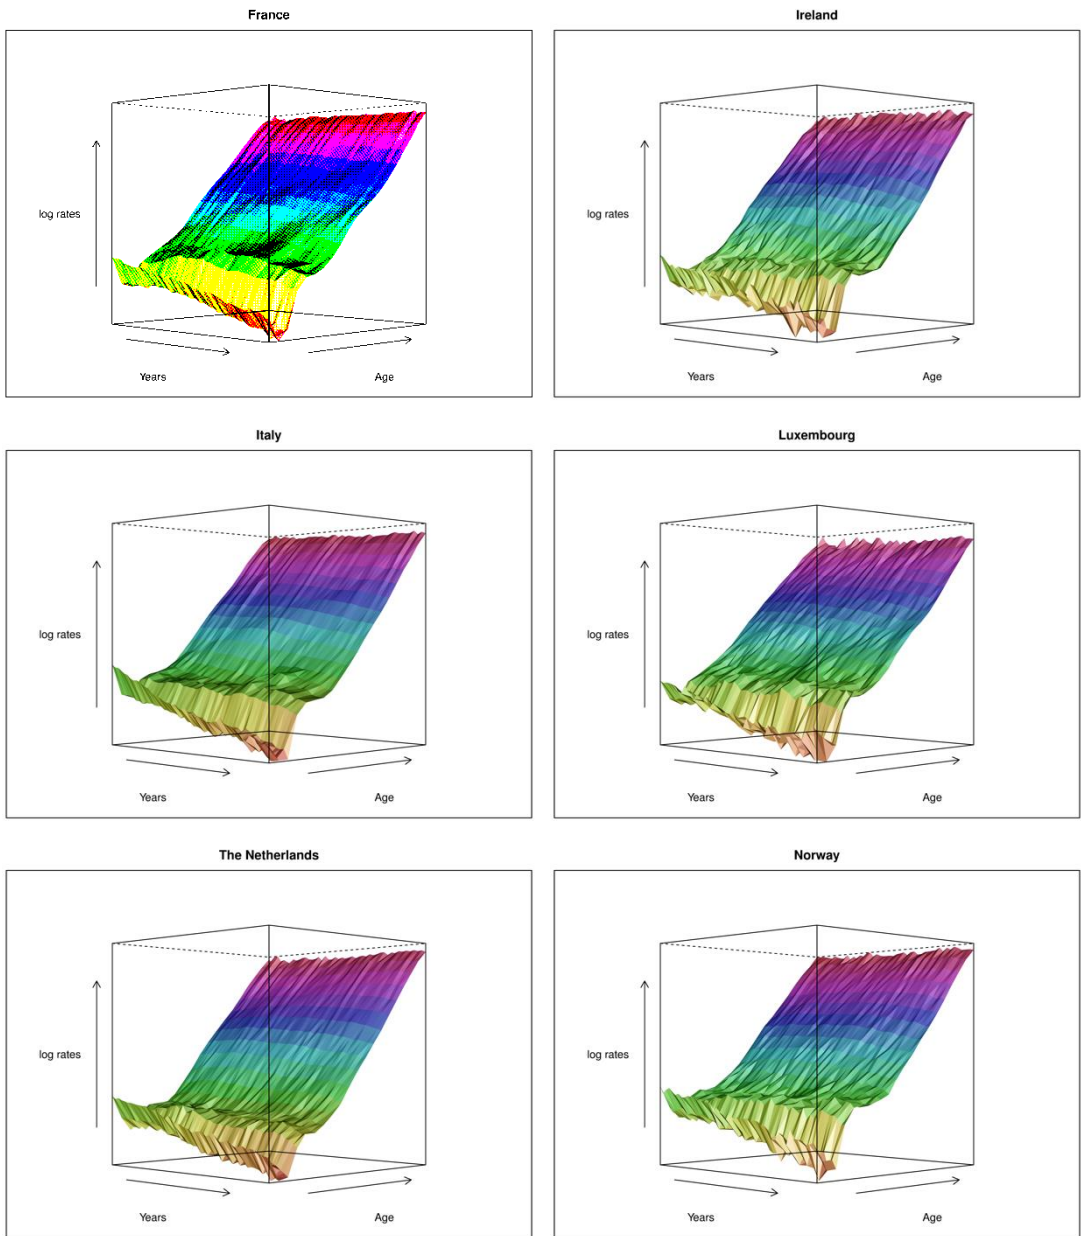 France
Ireland
log rates
Years
Age
log rates
Years
Age
Italy
Luxembourg
log rates
Years
Age
log rates
Years
Age
The Netherlands
Norway
log rates
Years
Age
log rates
Years
Age